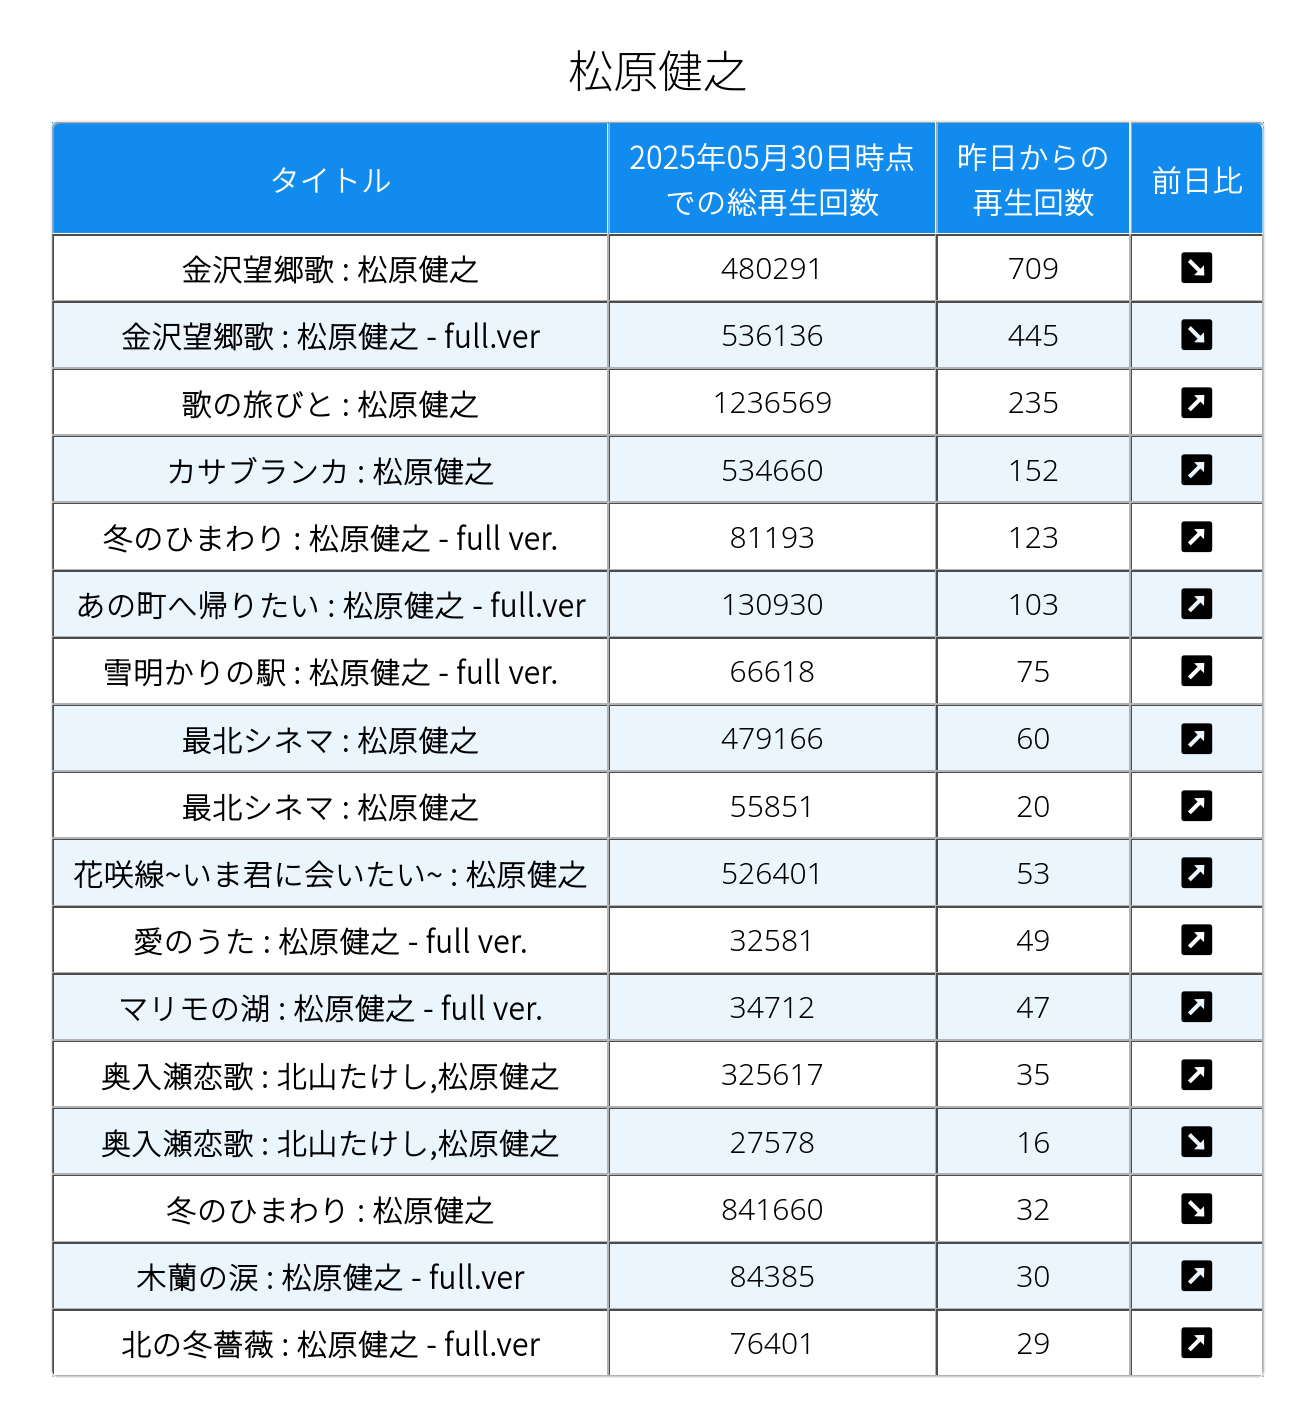 松原健之
タイトル 2025年05月30日時点での総再生回数 昨日からの再生回数 前日比
金沢望郷歌 : 松原健之 480291 709 ↘
金沢望郷歌 : 松原健之 - full.ver 536136 445 ↘
歌の旅びと : 松原健之 1236569 235 ↗
カサブランカ : 松原健之 534660 152 ↗
冬のひまわり : 松原健之 - full ver. 81193 123 ↗
あの町へ帰りたい : 松原健之 - full.ver 130930 103 ↗
雪明かりの駅 : 松原健之 - full ver. 66618 75 ↗
最北シネマ : 松原健之 479166 60 ↗
最北シネマ : 松原健之 55851 20 ↗
花咲線~いま君に会いたい~ : 松原健之 526401 53 ↗
愛のうた : 松原健之 - full ver. 32581 49 ↗
マリモの湖 : 松原健之 - full ver. 34712 47 ↗
奥入瀬恋歌 : 北山たけし,松原健之 325617 35 ↗
奥入瀬恋歌 : 北山たけし,松原健之 27578 16 ↘
冬のひまわり : 松原健之 841660 32 ↘
木蘭の涙 : 松原健之 - full.ver 84385 30 ↗
北の冬薔薇 : 松原健之 - full.ver 76401 29 ↗